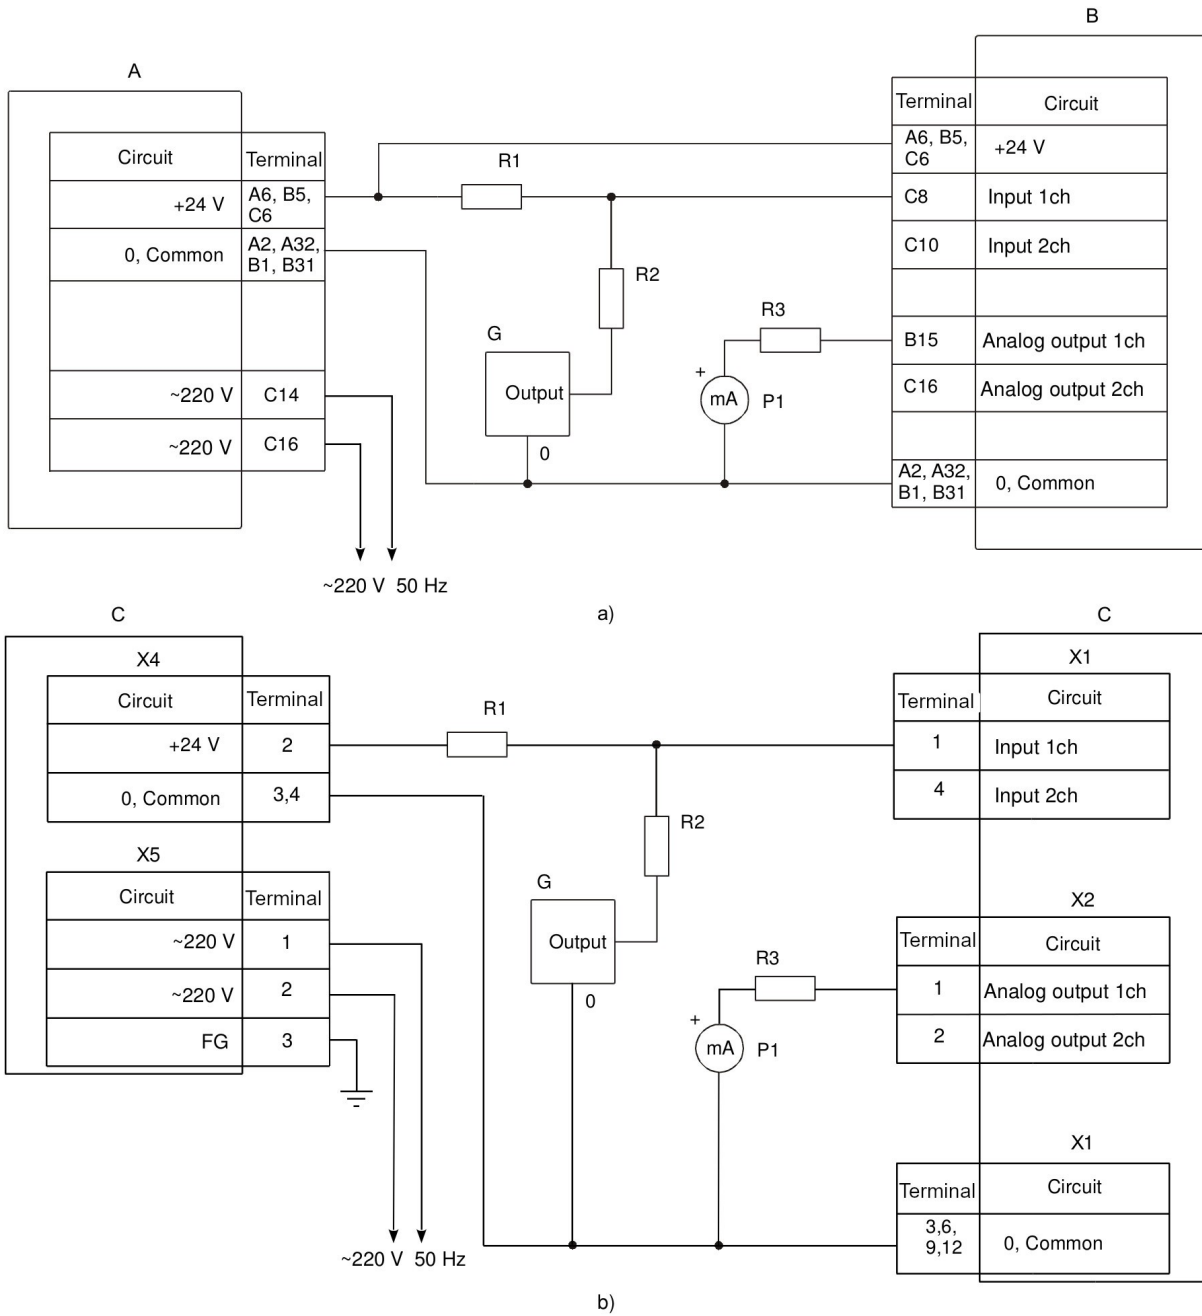 B
A
Terminal Circuit
A6, B5,
C6
+24 V
Circuit Terminal
R1
+24 V
A6, B5,
C6
C8 Input 1ch
0, Common
A2, A32,
B1, B31
C10 Input 2ch
R2
R3
G
B15 Analog output 1ch
+
~220 V C14
Output
mA P1
C16 Analog output 2ch
~220 V C16
0
A2, A32,
B1, B31
0, Common
~220 V 50 Hz
a)
C
C
X4
X1
Circuit Terminal
R1
Terminal Circuit
+24 V 2
1 Input 1ch
0, Common 3,4
4 Input 2ch
R2
X5
G
X2
Circuit Terminal
~220 V 1
Output
Terminal Circuit
R3
~220 V 2
0
1 Analog output 1ch
+
FG 3
mA P1
2 Analog output 2ch
X1
Terminal Circuit
3,6,
9,12
0, Common
~220 V 50 Hz
b)